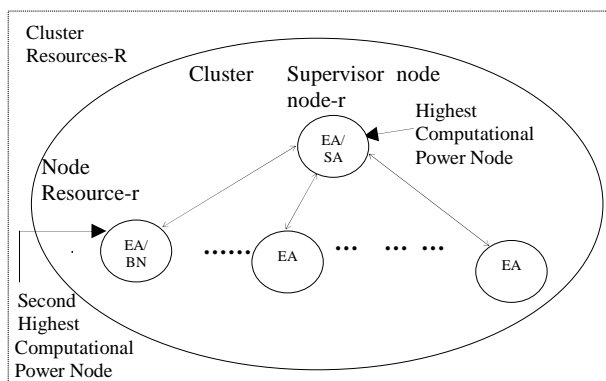 Cluster
Resources-R
Cluster Supervisor node
node-r
Highest
Computational
Power Node
EA/
SA
Node
Resource-r
EA/
BN
......
EA
... ... ...
EA
Second
Highest
Computational
Power Node